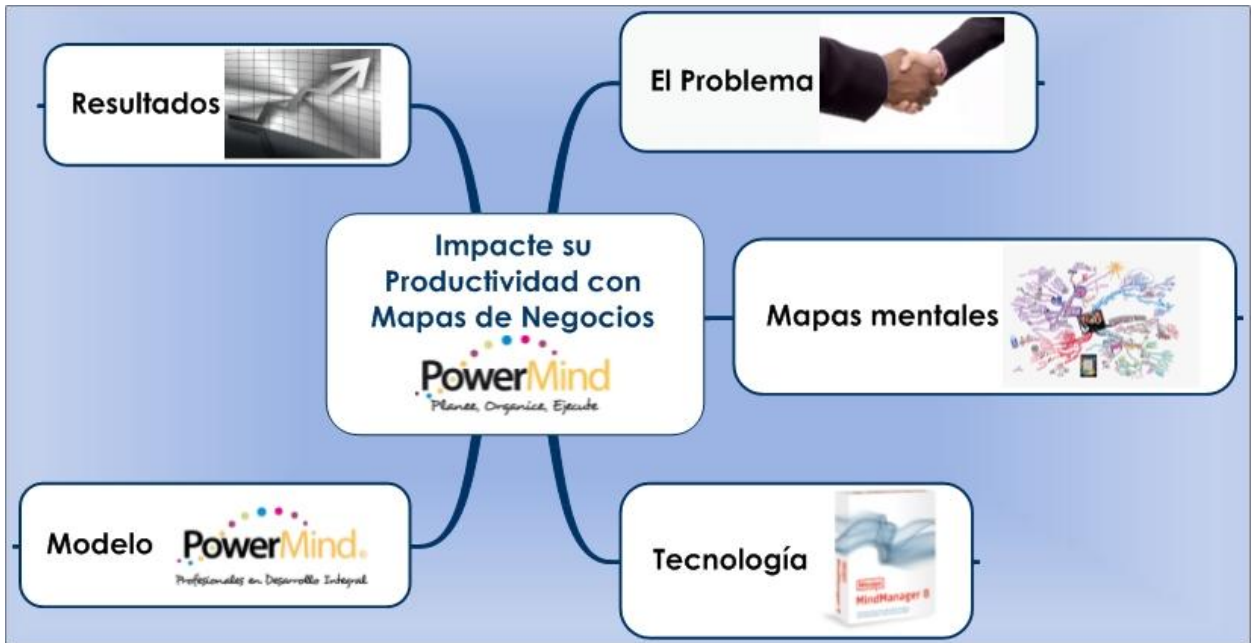 Impacte su
Productividad con
Mapas de Negocios
PowerMind
Planee, Organice, Ejecute
El Problema
Mapas mentales
Tecnología
MindManager 8
Modelo
PowerMind®
Profesionales en Desarrollo Integral
Resultados